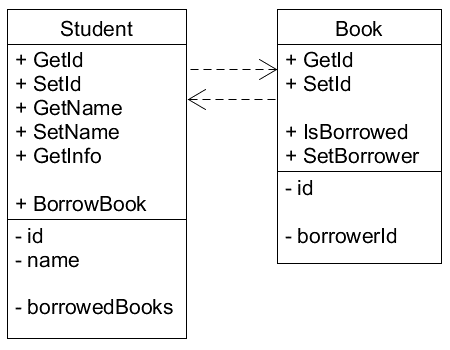 Student
+ GetId
+ SetId
+ GetName
+ SetName
+ GetInfo
+ BorrowBook
- id
- name
- borrowedBooks
Book
+ GetId
+ SetId
+ IsBorrowed
+ SetBorrower
- id
- borrowerId